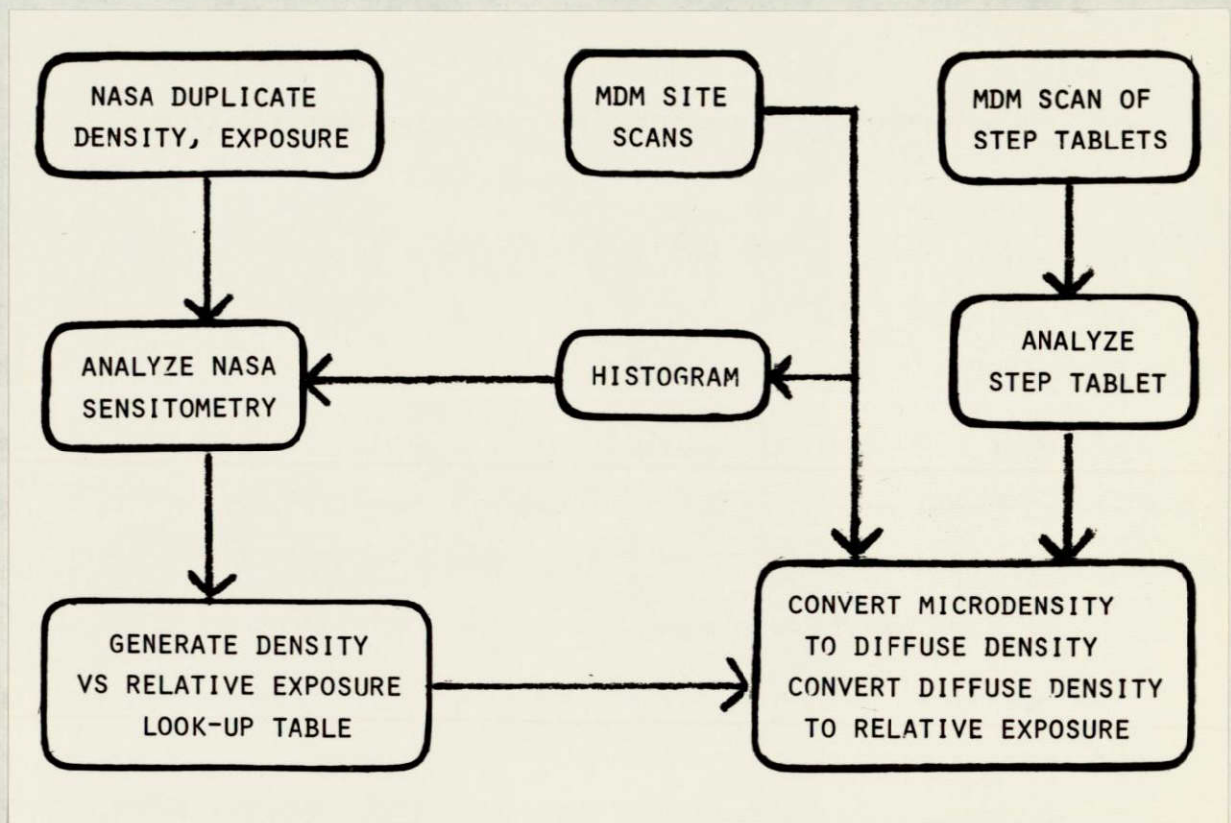 NASA DUPLICATE
DENSITY, EXPOSURE
MDM SITE
SCANS
MDM SCAN OF
STEP TABLETS
ANALYZE NASA
SENSITOMETRY
HISTOGRAM
ANALYZE
STEP TABLET
GENERATE DENSITY
VS RELATIVE EXPOSURE
LOOK-UP TABLE
CONVERT MICRODENSITY
TO DIFFUSE DENSITY
CONVERT DIFFUSE DENSITY
TO RELATIVE EXPOSURE